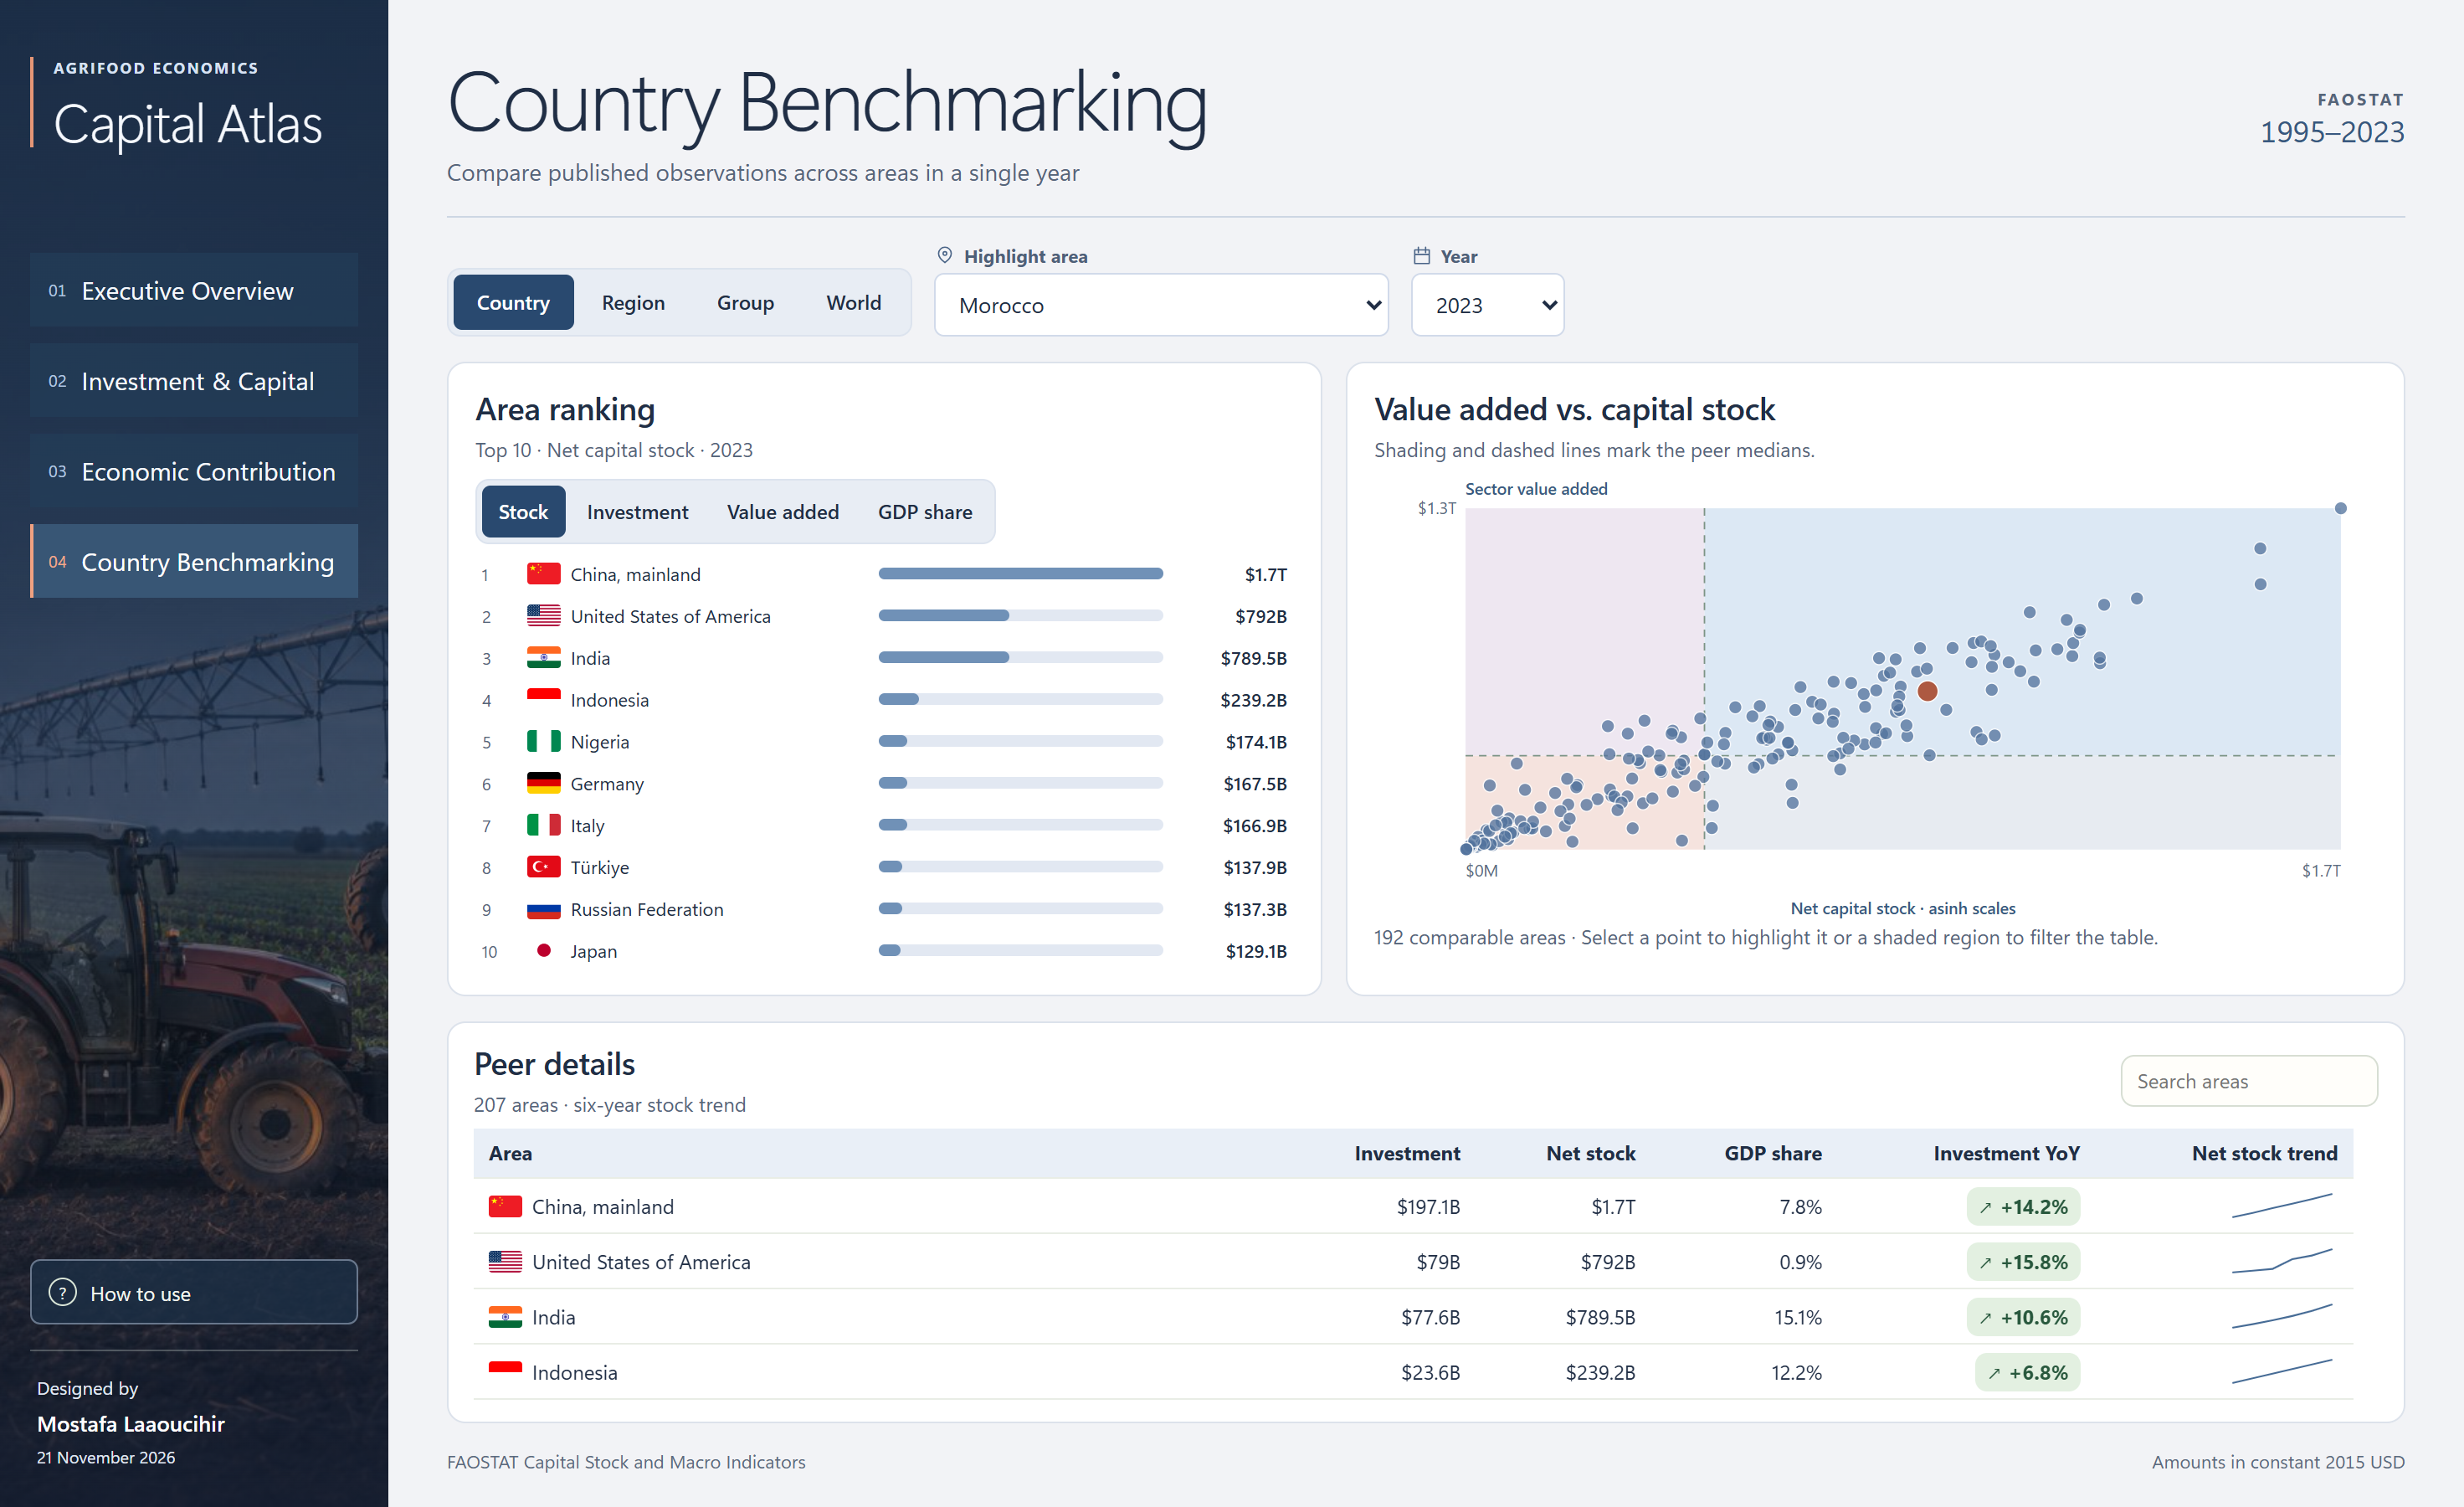 AGRIFOOD ECONOMICS
Capital Atlas
01 Executive Overview
02 Investment & Capital
03 Economic Contribution
04 Country Benchmarking
? How to use
Designed by
Mostafa Laaoucihir
21 November 2026
Country Benchmarking
Compare published observations across areas in a single year
FAOSTAT
1995–2023
Country Region Group World
Highlight area
Morocco
Year
2023
Area ranking
Top 10 · Net capital stock · 2023
Stock Investment Value added GDP share
1 China, mainland $1.7T
2 United States of America $792B
3 India $789.5B
4 Indonesia $239.2B
5 Nigeria $174.1B
6 Germany $167.5B
7 Italy $166.9B
8 Türkiye $137.9B
9 Russian Federation $137.3B
10 Japan $129.1B
Value added vs. capital stock
Shading and dashed lines mark the peer medians.
Sector value added
$1.3T
$0M $1.7T
Net capital stock · asinh scales
192 comparable areas · Select a point to highlight it or a shaded region to filter the table.
Peer details
207 areas · six-year stock trend
Search areas
Area Investment Net stock GDP share Investment YoY Net stock trend
China, mainland $197.1B $1.7T 7.8% ↗ +14.2%
United States of America $79B $792B 0.9% ↗ +15.8%
India $77.6B $789.5B 15.1% ↗ +10.6%
Indonesia $23.6B $239.2B 12.2% ↗ +6.8%
FAOSTAT Capital Stock and Macro Indicators
Amounts in constant 2015 USD